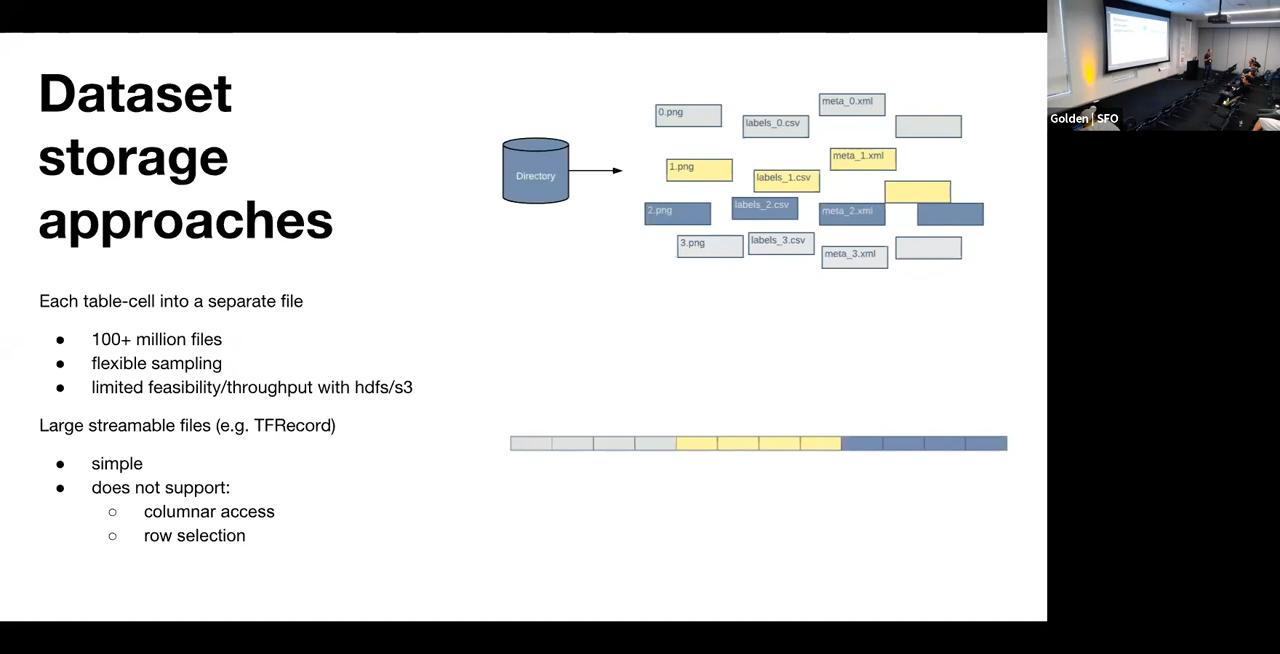 Dataset
storage
approaches
Each table-cell into a separate file
● 100+ million files
● flexible sampling
● limited feasibility/throughput with hdfs/s3
Large streamable files (e.g. TFRecord)
● simple
● does not support:
○ columnar access
○ row selection
Directory
0.png
labels_0.csv
meta_0.xml
1.png
labels_1.csv
meta_1.xml
2.png
labels_2.csv
meta_2.xml
3.png
labels_3.csv
meta_3.xml
Golden | SFO